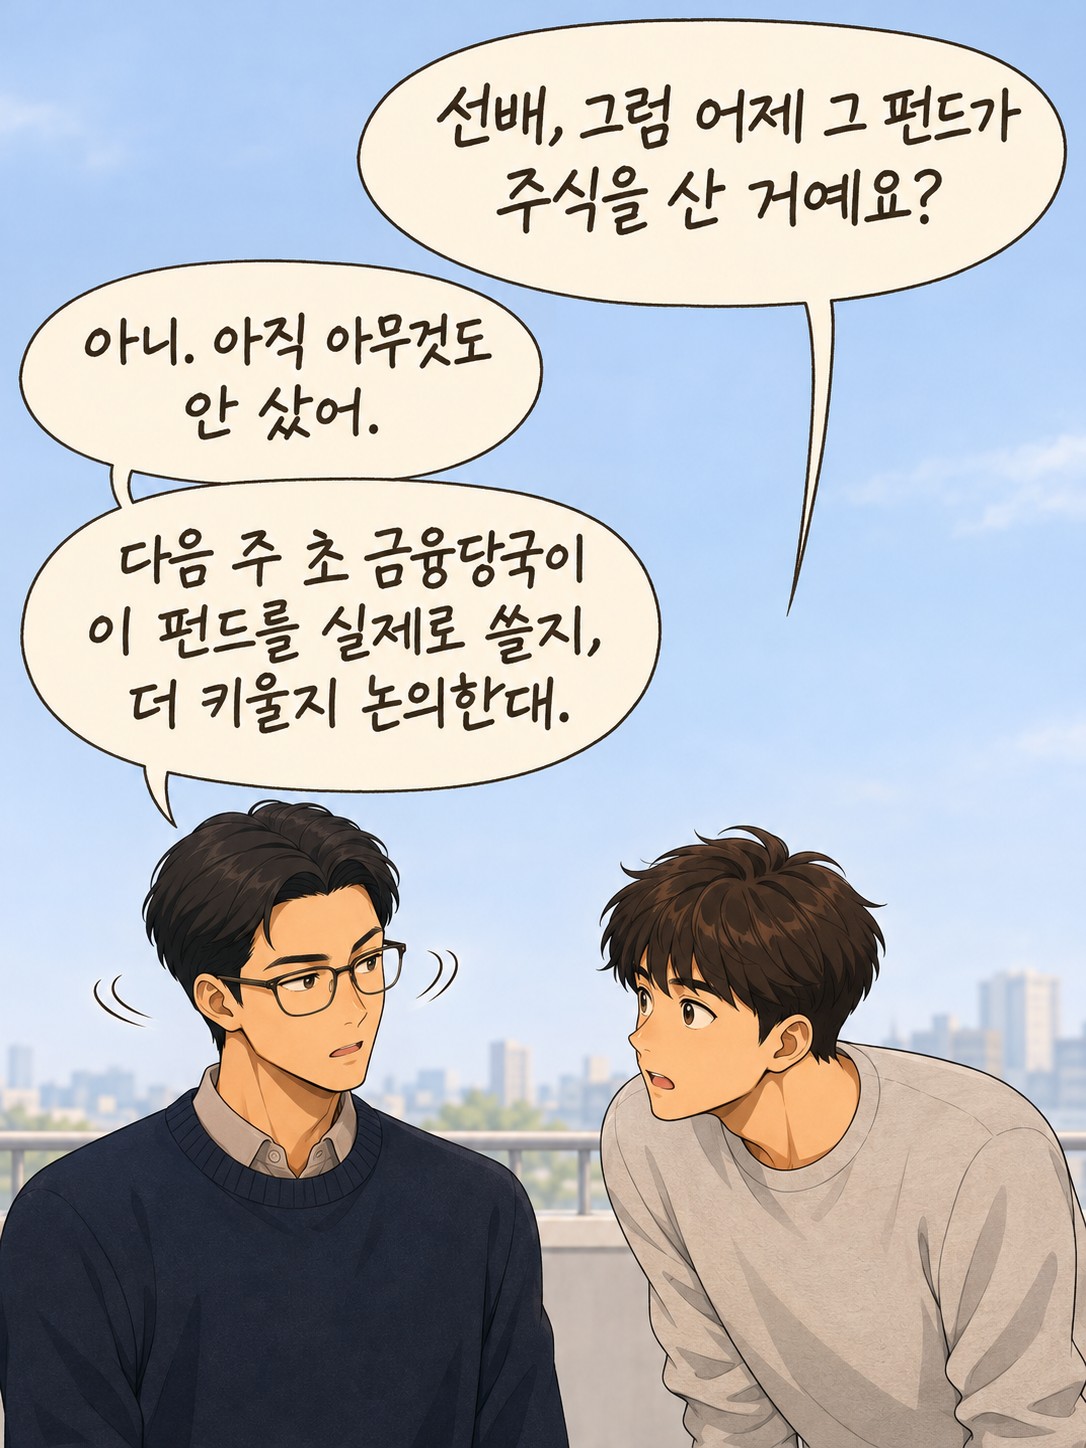 선배, 그럼 어제 그 펀드가
주식을 산 거예요?
아니. 아직 아무것도
안 샀어.
다음 주 초 금융당국이
이 펀드를 실제로 쓸지,
더 키울지 논의한대.